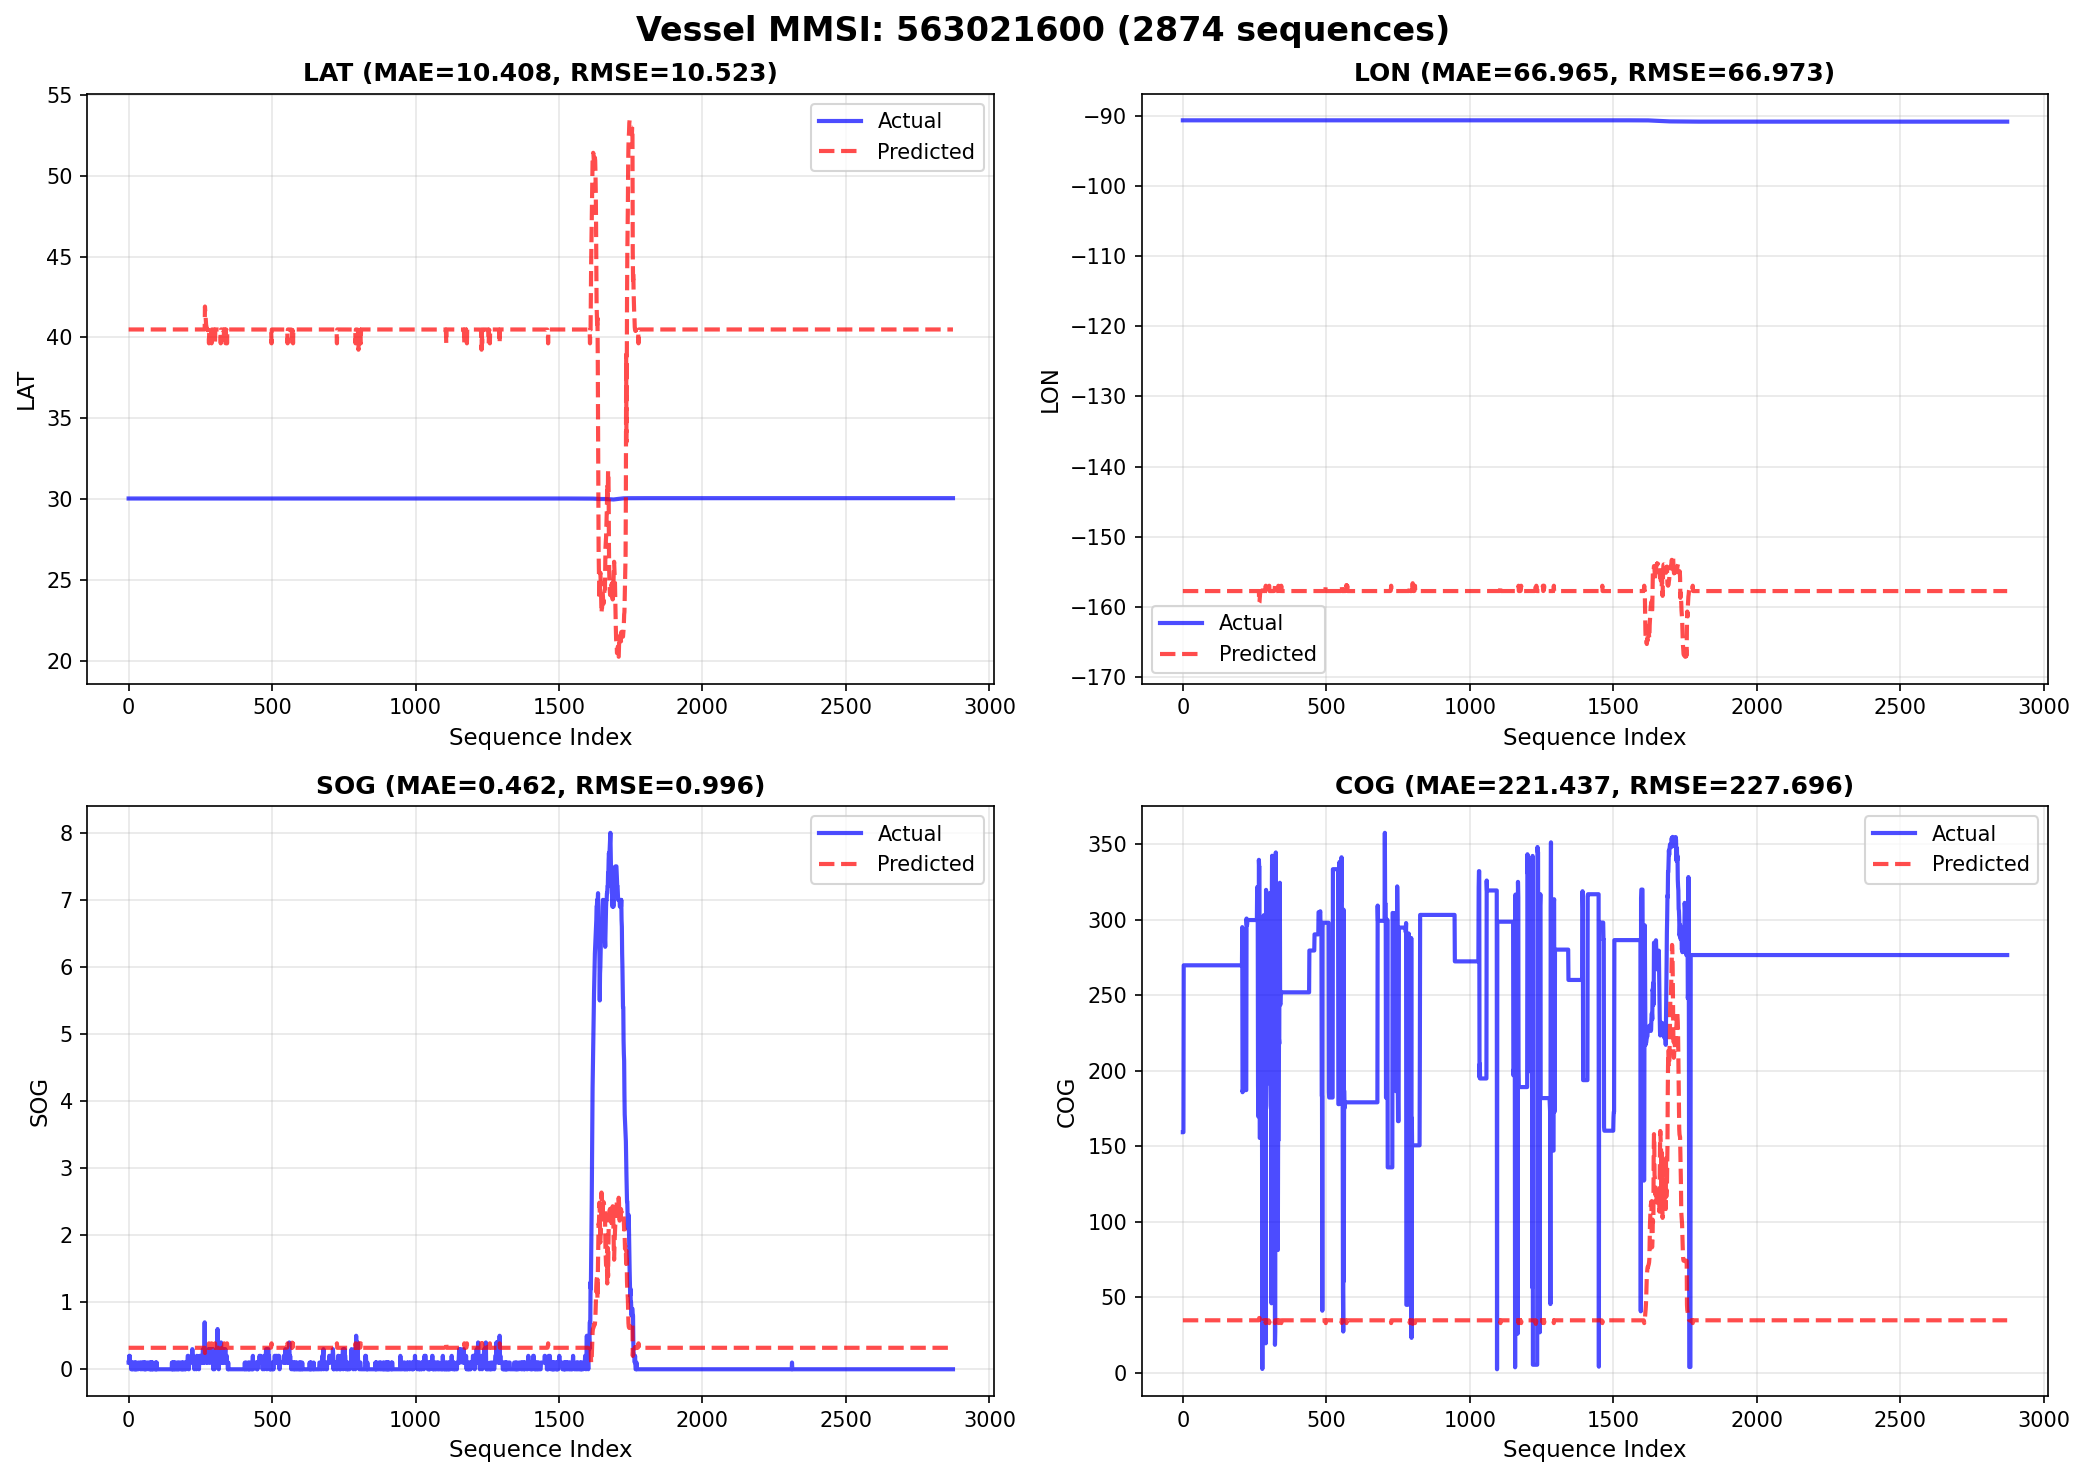 Vessel MMSI: 563021600 (2874 sequences)
LAT (MAE=10.408, RMSE=10.523)
55
50
45
40
35
30
25
20
LAT
Actual
Predicted
0 500 1000 1500 2000 2500 3000
Sequence Index
LON (MAE=66.965, RMSE=66.973)
−90
−100
−110
−120
−130
−140
−150
−160
−170
LON
Actual
Predicted
0 500 1000 1500 2000 2500 3000
Sequence Index
SOG (MAE=0.462, RMSE=0.996)
8
7
6
5
4
3
2
1
0
SOG
Actual
Predicted
0 500 1000 1500 2000 2500 3000
Sequence Index
COG (MAE=221.437, RMSE=227.696)
350
300
250
200
150
100
50
0
COG
Actual
Predicted
0 500 1000 1500 2000 2500 3000
Sequence Index